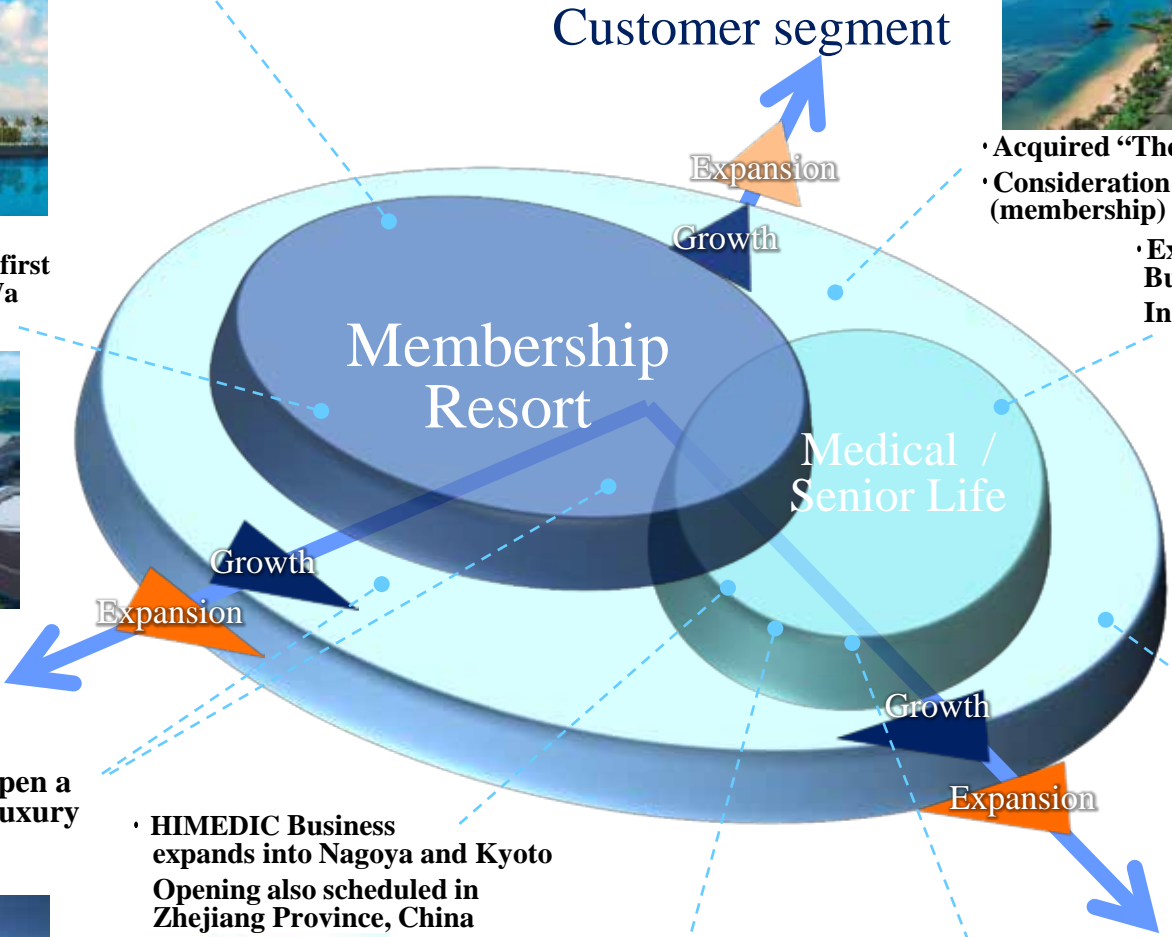 Customer segment
Expansion
・Acquired “The
・Consideration
(membership)
Growth
・Ex
Bu
In
first
Membership
Resort
Medical /
Senior Life
Growth
Expansion
Growth
Expansion
pen a
uxury
・ HIMEDIC Business
expands into Nagoya and Kyoto
Opening also scheduled in
Zhejiang Province, China